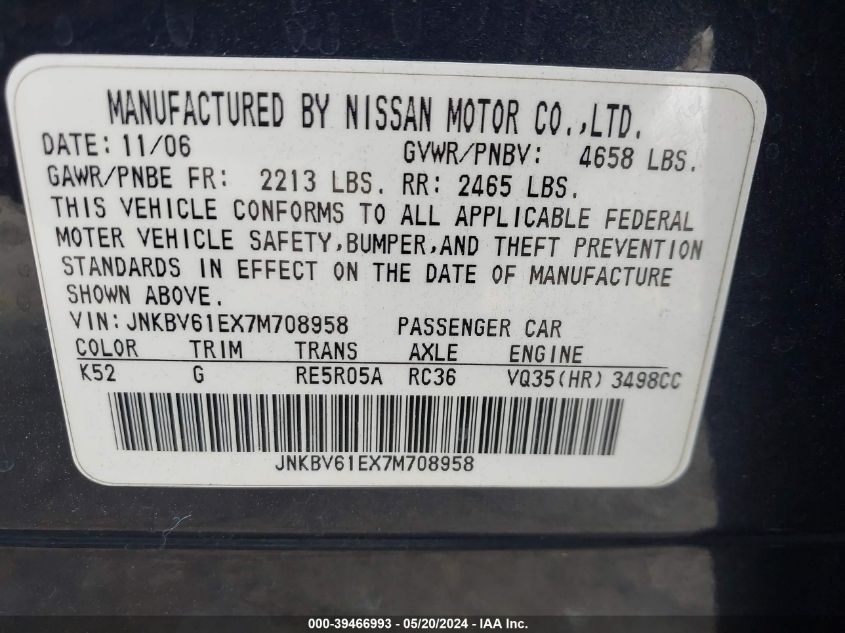 MANUFACTURED BY NISSAN MOTOR CO.,LTD.
DATE: 11/06 GVWR/PNBV: 4658 LBS.
GAWR/PNBE FR: 2213 LBS. RR: 2465 LBS.
THIS VEHICLE CONFORMS TO ALL APPLICABLE FEDERAL
MOTER VEHICLE SAFETY,BUMPER,AND THEFT PREVENTION
STANDARDS IN EFFECT ON THE DATE OF MANUFACTURE
SHOWN ABOVE.
VIN: JNKBV61EX7M708958 PASSENGER CAR
COLOR TRIM TRANS AXLE ENGINE
K52 G RE5R05A RC36 VQ35(HR) 3498CC
JNKBV61EX7M708958
000-39466993 — 05/20/2024 — IAA Inc.